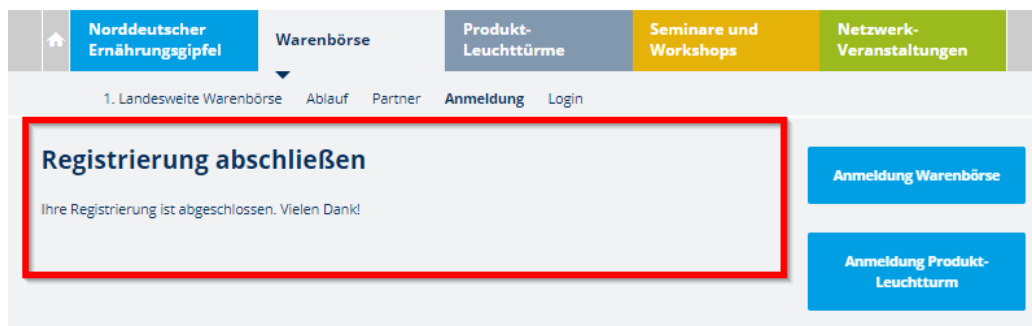 Norddeutscher
Ernährungsgipfel
Warenbörse
Produkt-
Leuchttürme
Seminare und
Workshops
Netzwerk-
Veranstaltungen
1. Landesweite Warenbörse Ablauf Partner Anmeldung Login
Registrierung abschließen
Ihre Registrierung ist abgeschlossen. Vielen Dank!
Anmeldung Warenbörse
Anmeldung Produkt-
Leuchtturm